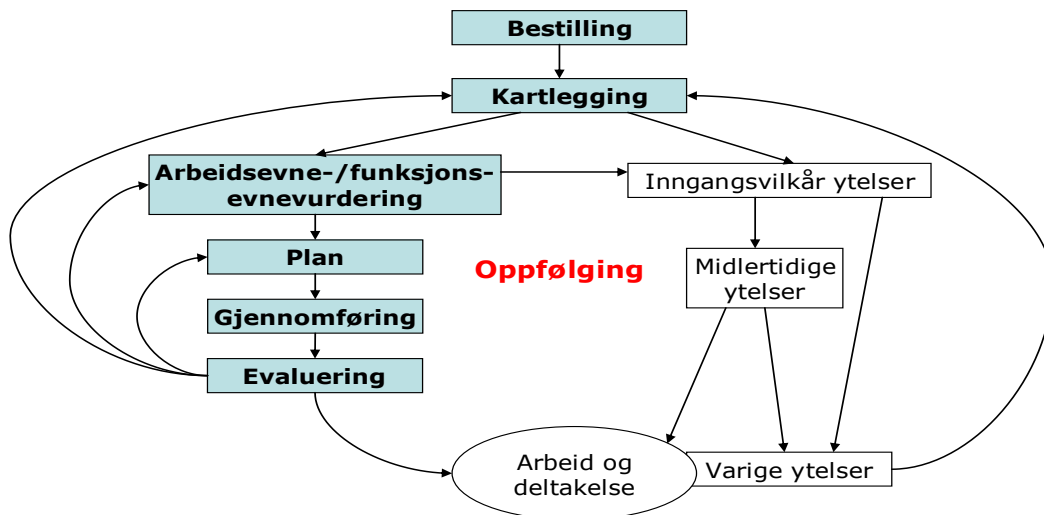 Bestilling
Kartlegging
Arbeidsevne-/funksjons-
evnevurdering
Inngangsvilkår ytelser
Plan
Oppfølging
Midlertidige
ytelser
Gjennomføring
Evaluering
Arbeid og
deltakelse
Varige ytelser